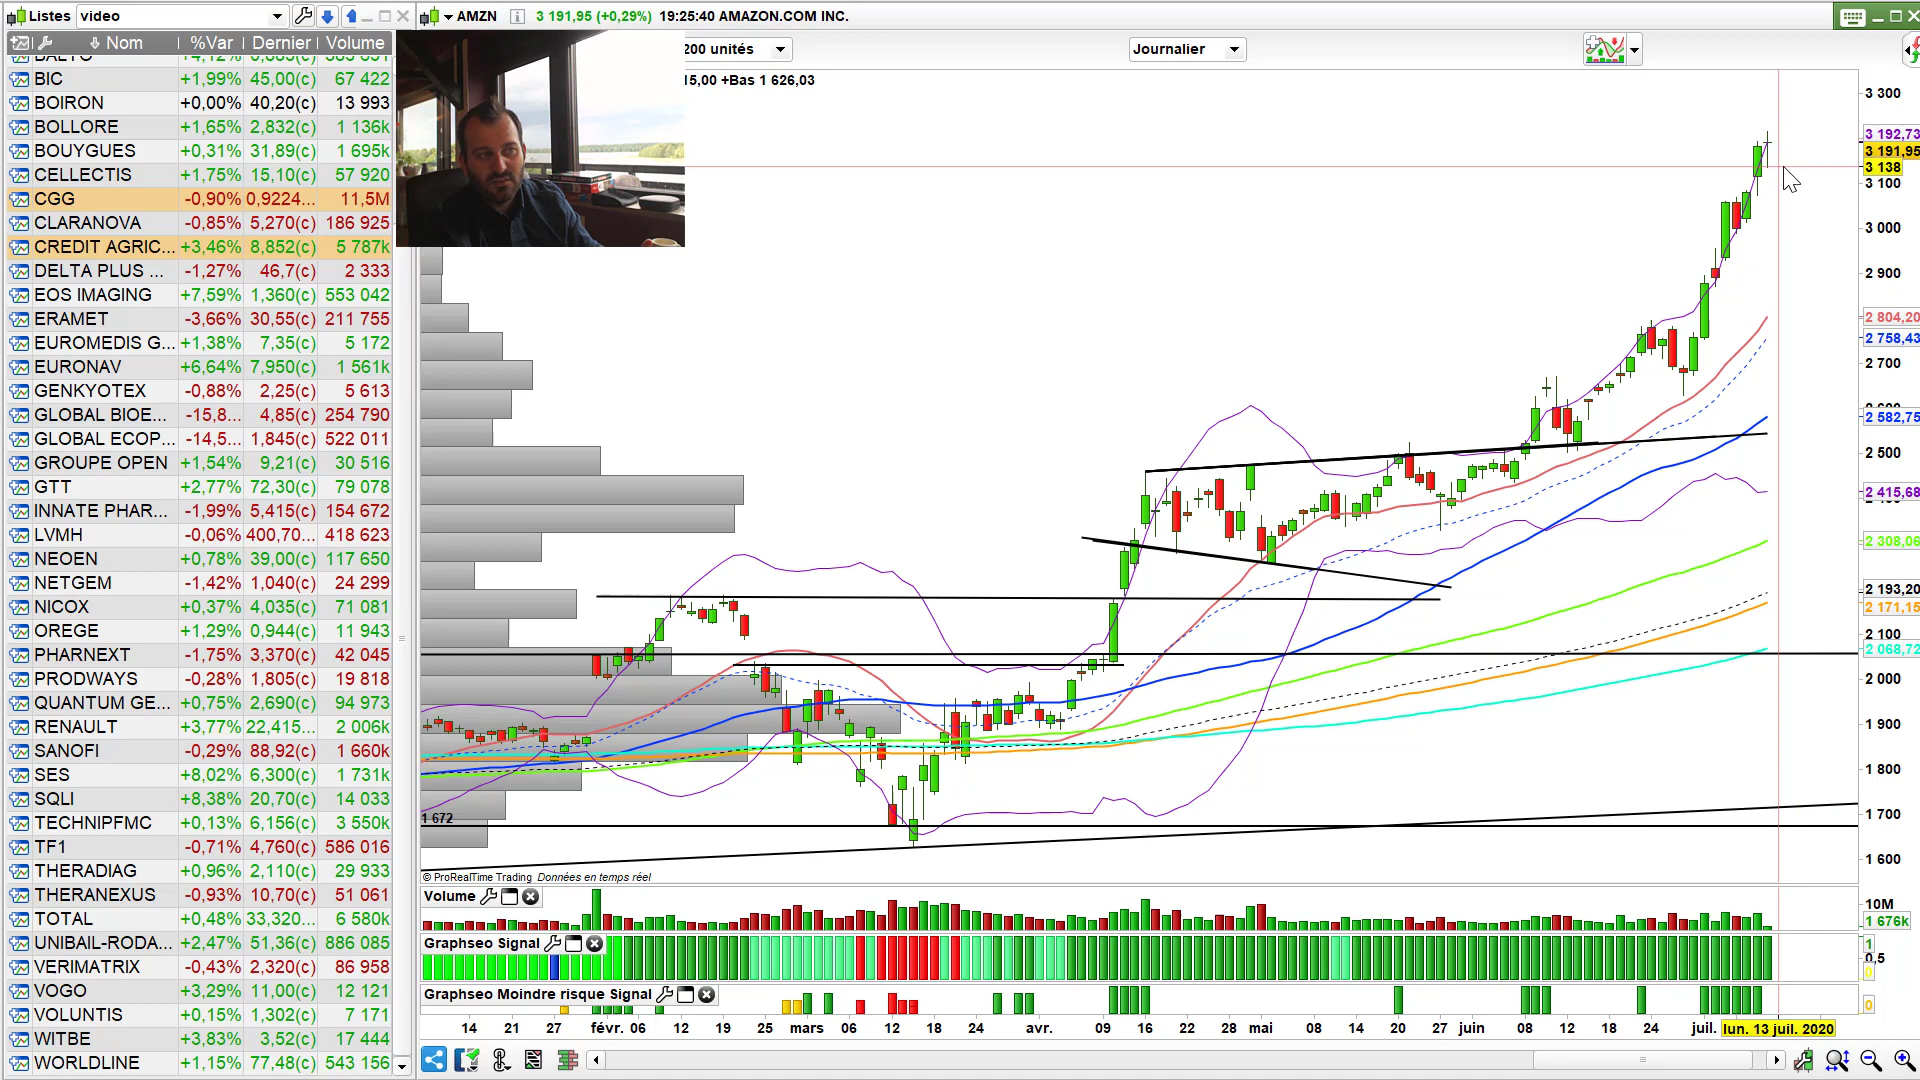 Listes video
AMZN 3 191,95 (+0,29%) 19:25:40 AMAZON.COM INC.
Nom %Var Dernier Volume
200 unités
Journalier
15,00 +Bas 1 626,03
BIC +1,99% 45,00(c) 67 422
BOIRON +0,00% 40,20(c) 13 993
BOLLORE +1,65% 2,832(c) 1 136k
BOUYGUES +0,31% 31,89(c) 1 695k
CELLECTIS +1,75% 15,10(c) 57 920
CGG -0,90% 0,9224... 11,5M
CLARANOVA -0,85% 5,270(c) 186 925
CREDIT AGRIC... +3,46% 8,852(c) 5 787k
DELTA PLUS ... -1,27% 46,7(c) 2 333
EOS IMAGING +7,59% 1,360(c) 553 042
ERAMET -3,66% 30,55(c) 211 755
EUROMEDIS G... +1,38% 7,35(c) 5 172
EURONAV +6,64% 7,950(c) 1 561k
GENKYOTEX -0,88% 2,25(c) 5 613
GLOBAL BIOE... -15,8... 4,85(c) 254 790
GLOBAL ECOP... -14,5... 1,845(c) 522 011
GROUPE OPEN +1,54% 9,21(c) 30 516
GTT +2,77% 72,30(c) 79 078
INNATE PHAR... -1,99% 5,415(c) 154 672
LVMH -0,06% 400,70... 418 623
NEOEN +0,78% 39,00(c) 117 650
NETGEM -1,42% 1,040(c) 24 299
NICOX +0,37% 4,035(c) 71 081
OREGE +1,29% 0,944(c) 11 943
PHARNEXT -1,75% 3,370(c) 42 045
PRODWAYS -0,28% 1,805(c) 19 818
QUANTUM GE... +0,75% 2,690(c) 94 973
RENAULT +3,77% 22,415... 2 006k
SANOFI -0,29% 88,92(c) 1 660k
SES +8,02% 6,300(c) 1 731k
SQLI +8,38% 20,70(c) 14 033
TECHNIPFMC +0,13% 6,156(c) 3 550k
TF1 -0,71% 4,760(c) 586 016
THERADIAG +0,96% 2,110(c) 29 933
THERANEXUS -0,93% 10,70(c) 51 061
TOTAL +0,48% 33,320... 6 580k
UNIBAIL-RODA... +2,47% 51,36(c) 886 085
VERIMATRIX -0,43% 2,320(c) 86 958
VOGO +3,29% 11,00(c) 12 121
VOLUNTIS +0,15% 1,302(c) 7 171
WITBE +3,83% 3,52(c) 17 444
WORLDLINE +1,15% 77,48(c) 543 156
3 300
3 192,73
3 191,95
3 138
3 100
3 000
2 900
2 804,20
2 758,43
2 700
2 582,75
2 500
2 415,68
2 308,06
2 193,20
2 171,15
2 100
2 068,72
2 000
1 900
1 800
1 700
1 600
1 672
© ProRealTime Trading Données en temps réel
Volume
10M
1 676k
Graphseo Signal
1
0,5
0
Graphseo Moindre risque Signal
0
14 21 27 févr. 06 12 18 25 mars 06 12 18 24 avr. 09 16 22 28 mai 08 14 20 27 juin 08 12 18 24 juil. lun. 13 juil. 2020